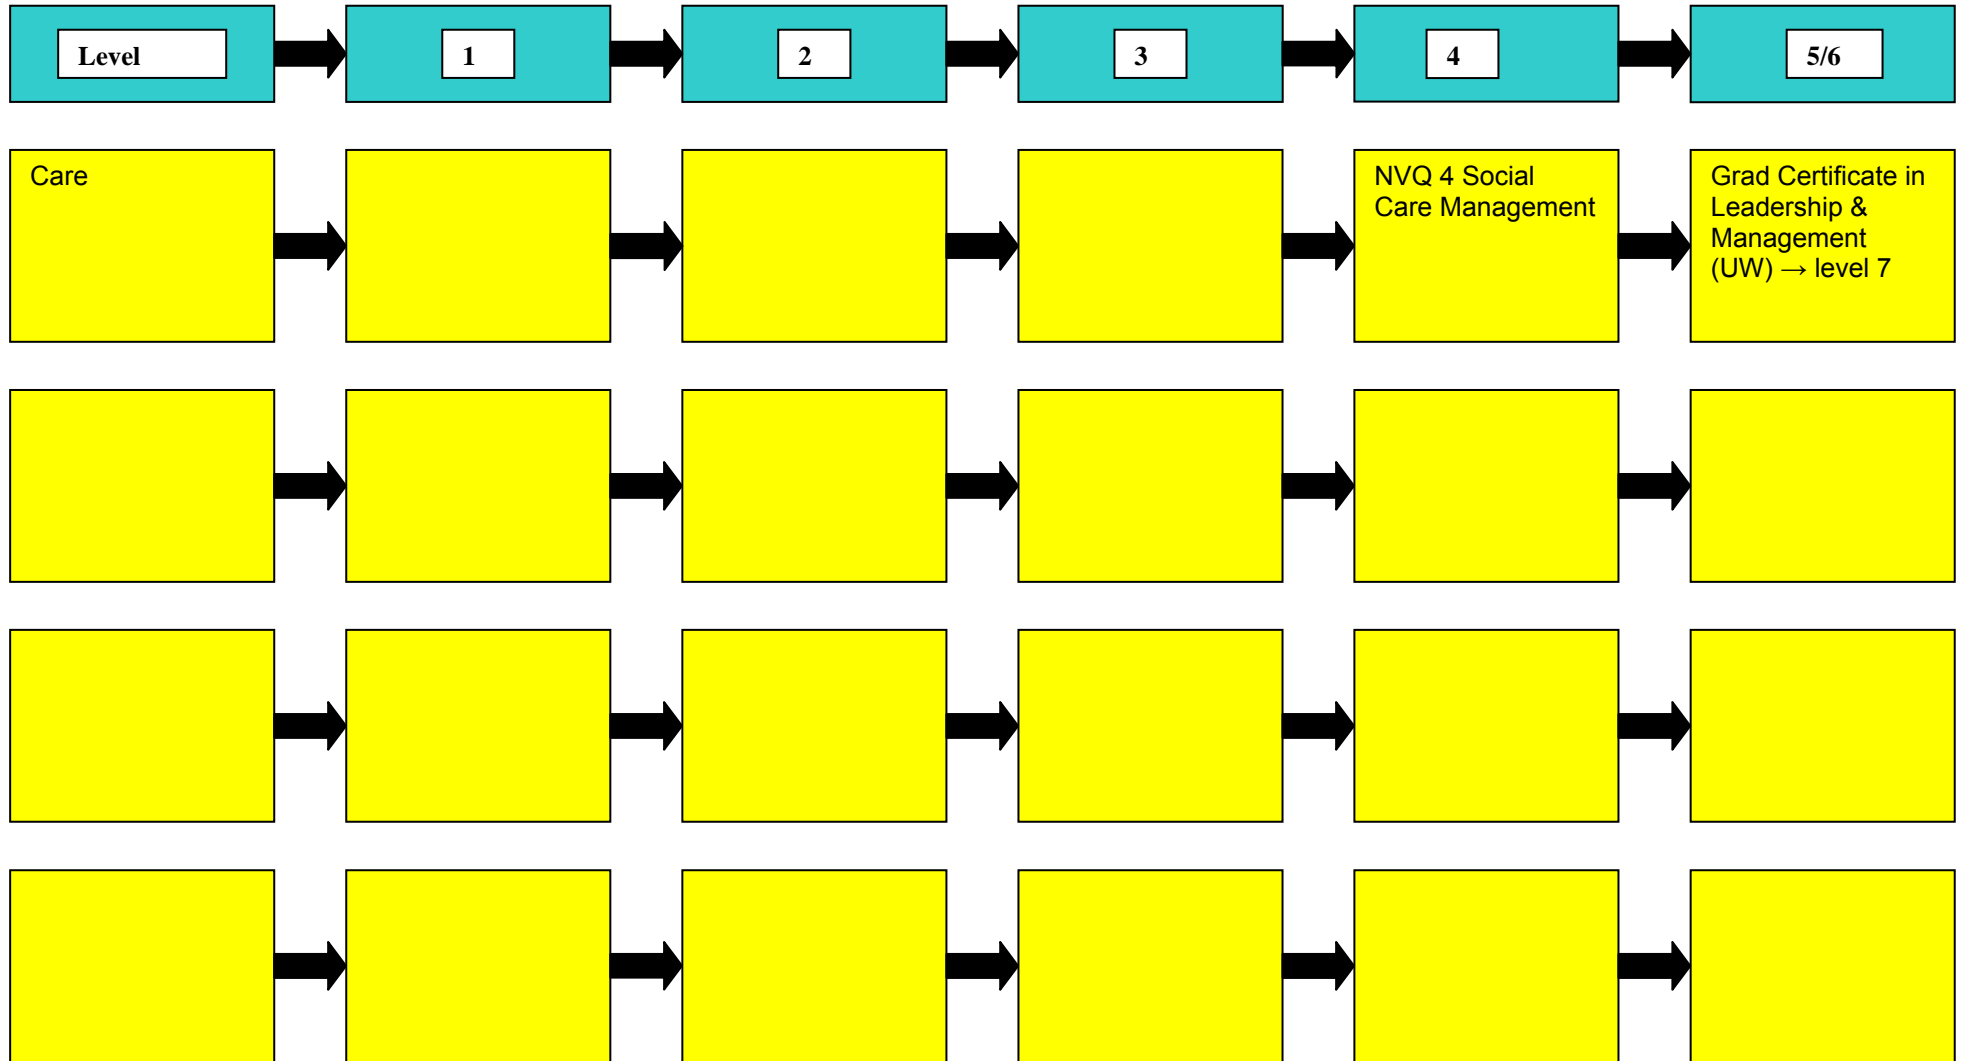 Level
1
2
3
4
5/6
Care
NVQ 4 Social
Care Management
Grad Certificate in
Leadership &
Management
(UW) → level 7